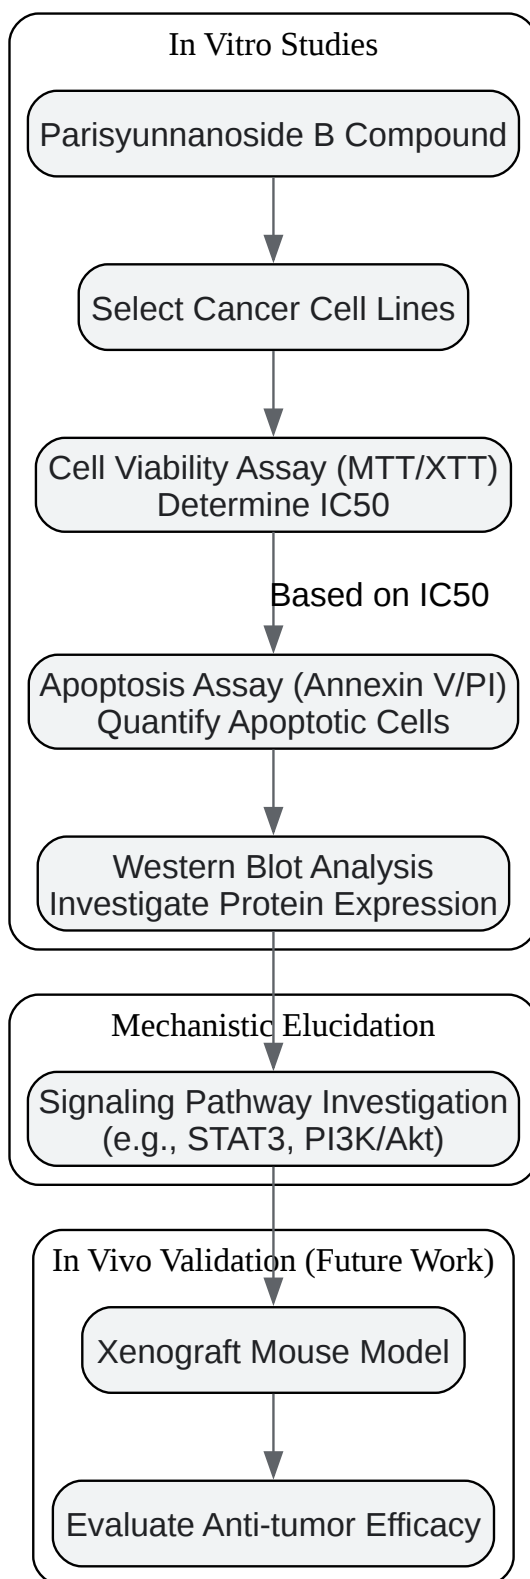 In Vitro Studies
Parisyunnanoside B Compound
Select Cancer Cell Lines
Cell Viability Assay (MTT/XTT)
Determine IC50
Based on IC50
Apoptosis Assay (Annexin V/PI)
Quantify Apoptotic Cells
Western Blot Analysis
Investigate Protein Expression
Mechanistic Elucidation
Signaling Pathway Investigation
(e.g., STAT3, PI3K/Akt)
In Vivo Validation (Future Work)
Xenograft Mouse Model
Evaluate Anti-tumor Efficacy